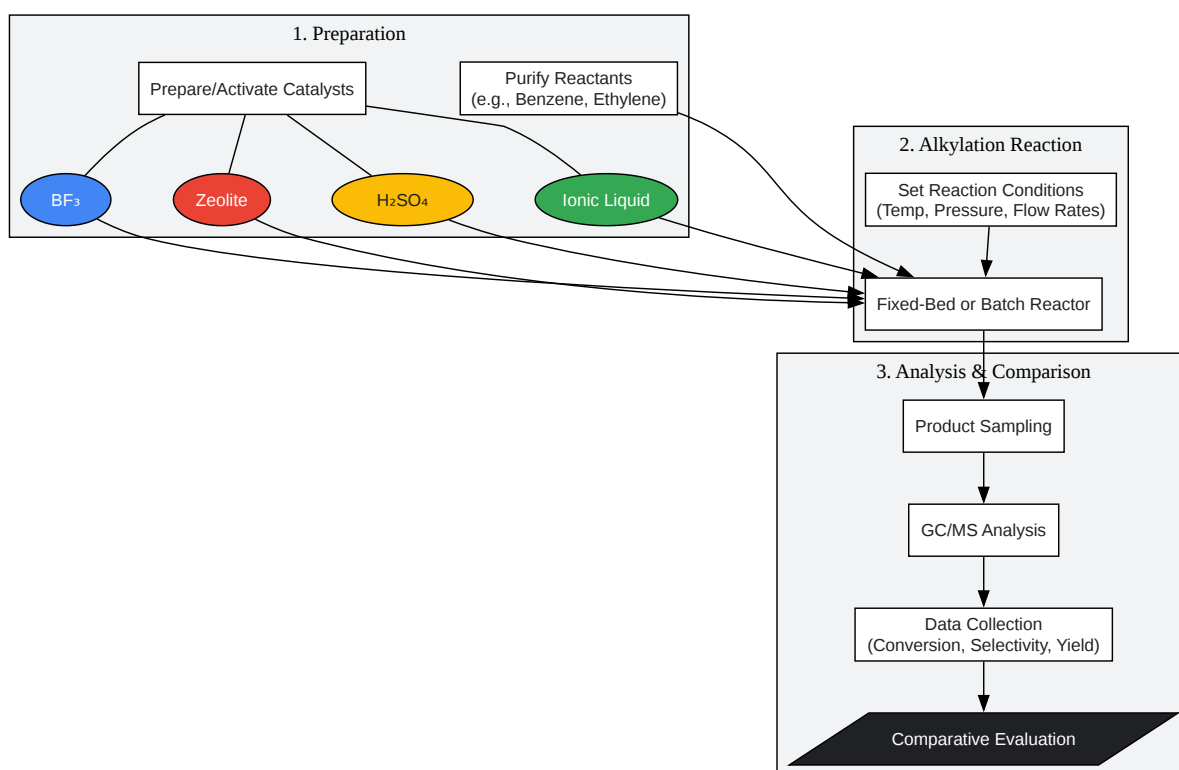 1. Preparation
Prepare/Activate Catalysts
Purify Reactants
(e.g., Benzene, Ethylene)
BF₃
Zeolite
H₂SO₄
Ionic Liquid
2. Alkylation Reaction
Set Reaction Conditions
(Temp, Pressure, Flow Rates)
Fixed-Bed or Batch Reactor
3. Analysis & Comparison
Product Sampling
GC/MS Analysis
Data Collection
(Conversion, Selectivity, Yield)
Comparative Evaluation